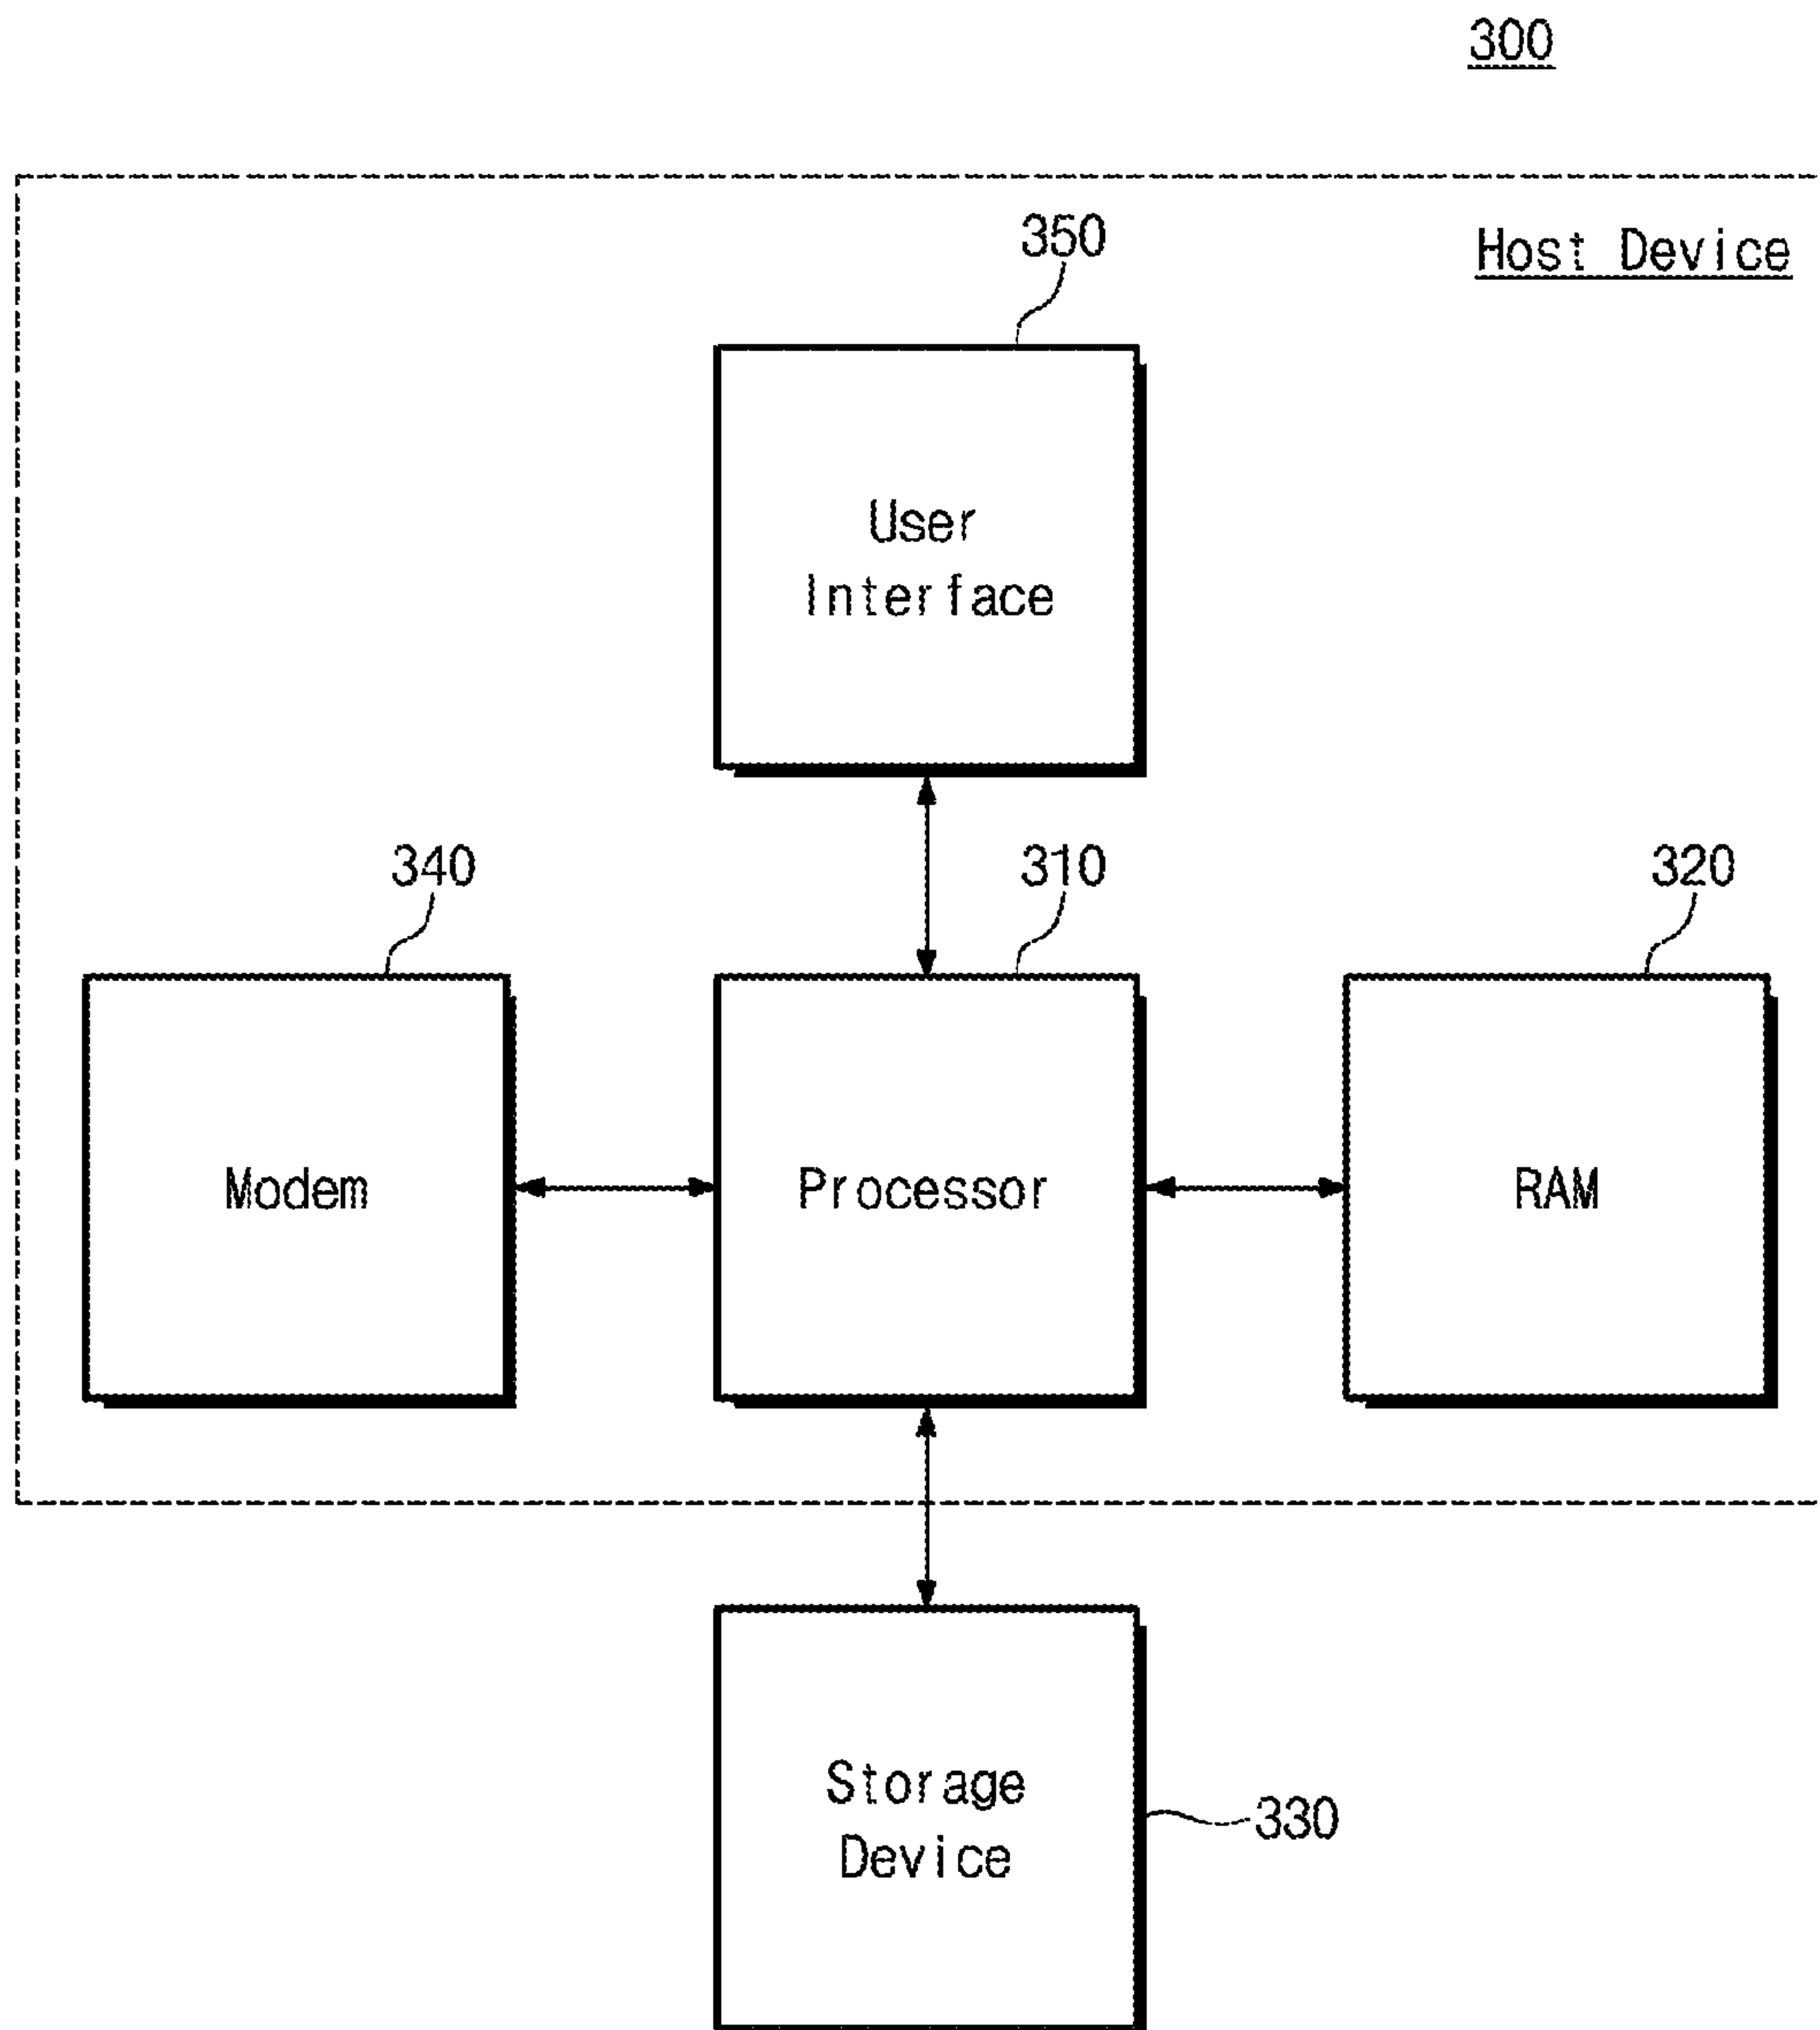 300
Host Device
350
User
Interface
340
310
320
Modem
Processor
RAM
Storage
Device
330